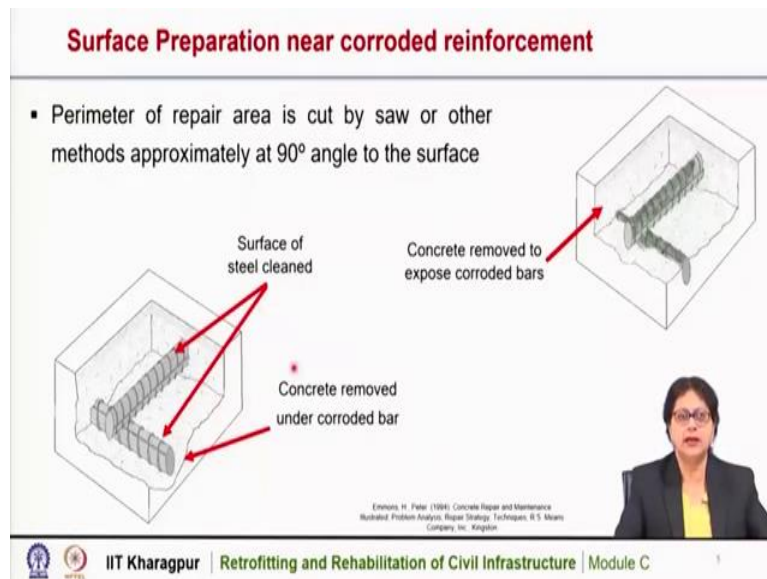 Surface Preparation near corroded reinforcement
▪ Perimeter of repair area is cut by saw or other
methods approximately at 90º angle to the surface
Surface of
steel cleaned
Concrete removed to
expose corroded bars
Concrete removed
under corroded bar
Emmons, H. Peter (1994) Concrete Repair and Maintenance
Illustrated: Problem Analysis, Repair Strategy, Techniques, R.S. Means
Company, Inc. Kingston
IIT Kharagpur | Retrofitting and Rehabilitation of Civil Infrastructure | Module C